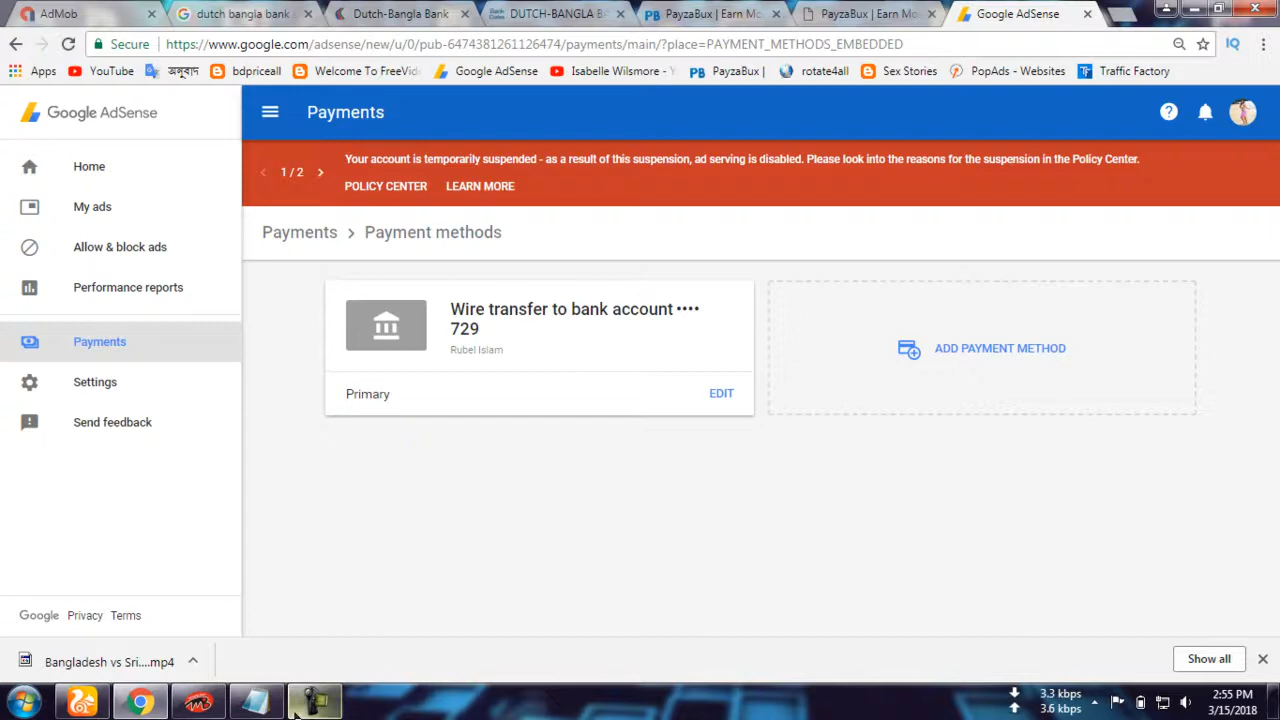 AdMob
dutch bangla bank
Dutch-Bangla Bank
DUTCH-BANGLA B
PB PayzaBux | Earn Mo
PayzaBux | Earn Mo
Google AdSense
Secure
https://www.google.com/adsense/new/u/0/pub-6474381261126474/payments/main/?place=PAYMENT_METHODS_EMBEDDED
IQ
Apps
YouTube
অনুবাদ
bdpriceall
Welcome To FreeVid
Google AdSense
Isabelle Wilsmore - Y
PB PayzaBux |
rotate4all
Sex Stories
PopAds - Websites
Traffic Factory
Google AdSense
Payments
Your account is temporarily suspended - as a result of this suspension, ad serving is disabled. Please look into the reasons for the suspension in the Policy Center.
1 / 2
POLICY CENTER LEARN MORE
Payments > Payment methods
Home
My ads
Allow & block ads
Performance reports
Payments
Settings
Send feedback
Wire transfer to bank account ••••
729
Rubel Islam
Primary
EDIT
ADD PAYMENT METHOD
Google Privacy Terms
Bangladesh vs Sri....mp4
Show all
3.3 kbps
3.6 kbps
2:55 PM
3/15/2018